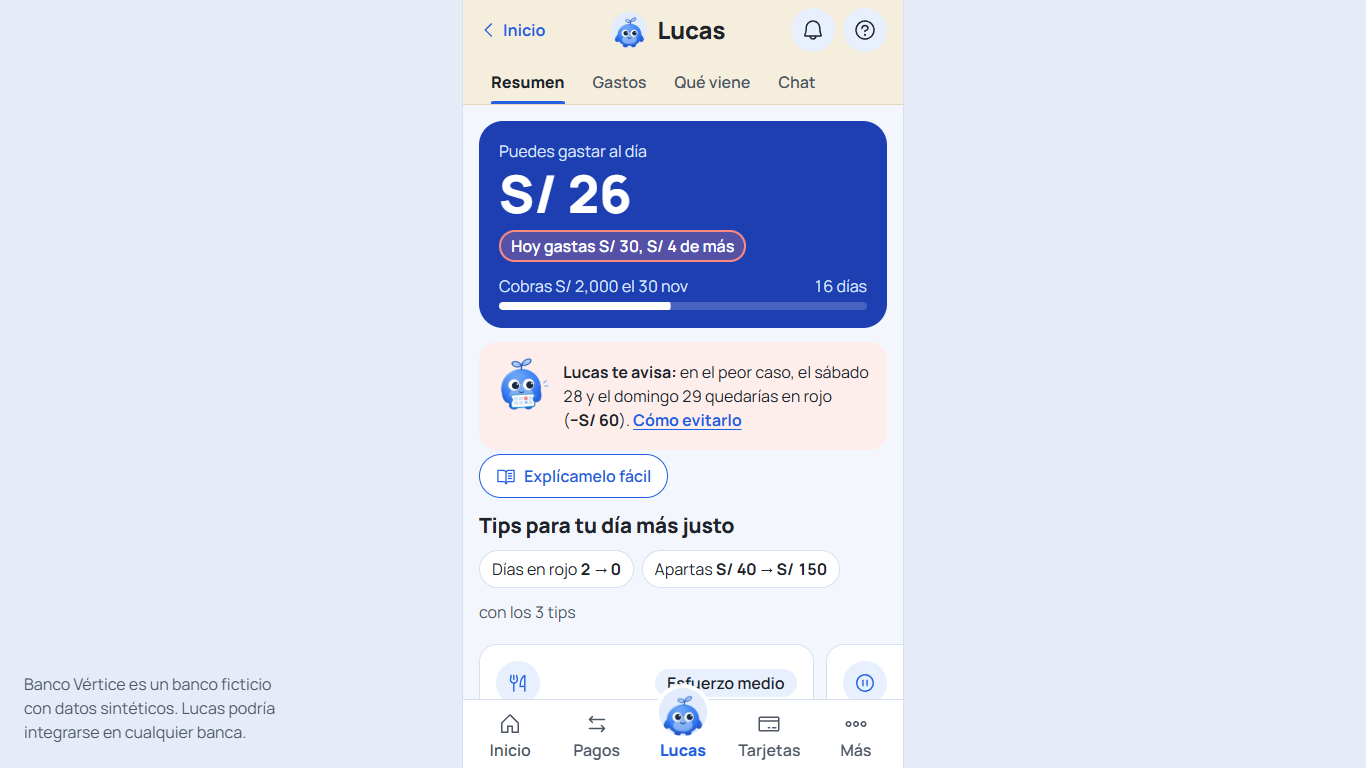 Inicio
Lucas
Resumen
Gastos
Qué viene
Chat
Puedes gastar al día
S/ 26
Hoy gastas S/ 30, S/ 4 de más
Cobras S/ 2,000 el 30 nov
16 días
Lucas te avisa: en el peor caso, el sábado
28 y el domingo 29 quedarías en rojo
(−S/ 60). Cómo evitarlo
Explícamelo fácil
Tips para tu día más justo
Días en rojo 2 → 0
Apartas S/ 40 → S/ 150
con los 3 tips
Esfuerzo medio
Inicio
Pagos
Lucas
Tarjetas
Más
Banco Vértice es un banco ficticio
con datos sintéticos. Lucas podría
integrarse en cualquier banca.